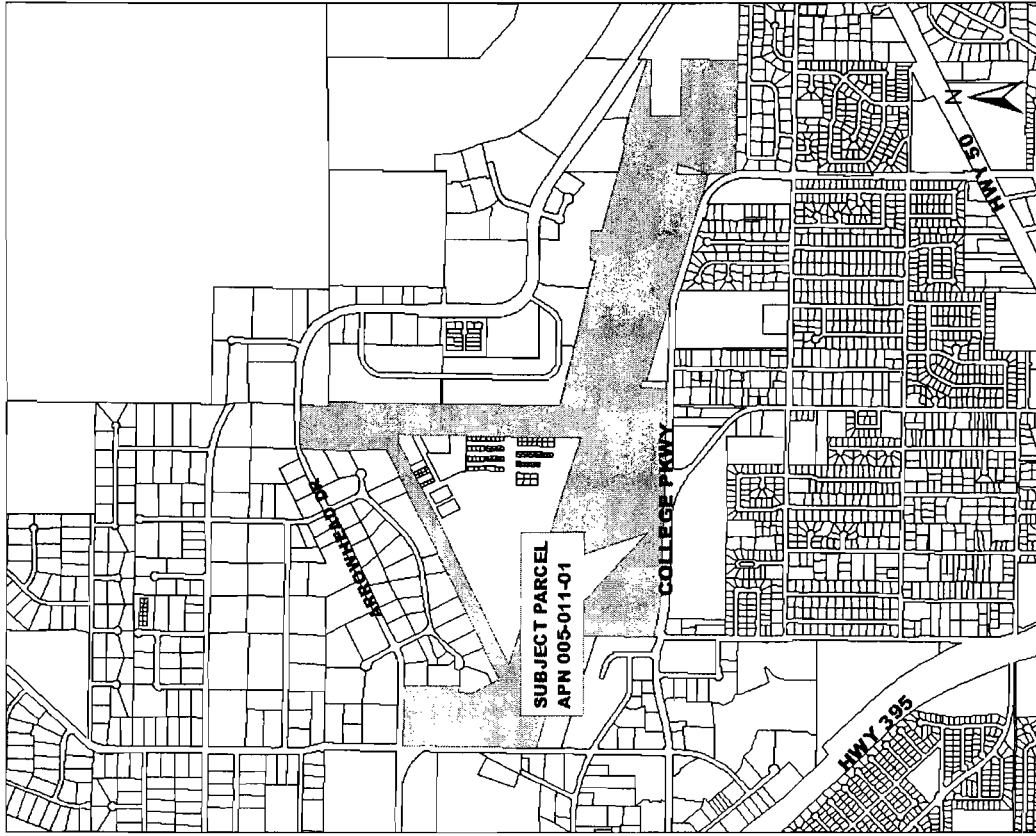 ARROWHEAD DR
SUBJECT PARCEL
APN 005-011-01
COLLEGE PKWY
HWY 395
HWY 50
N